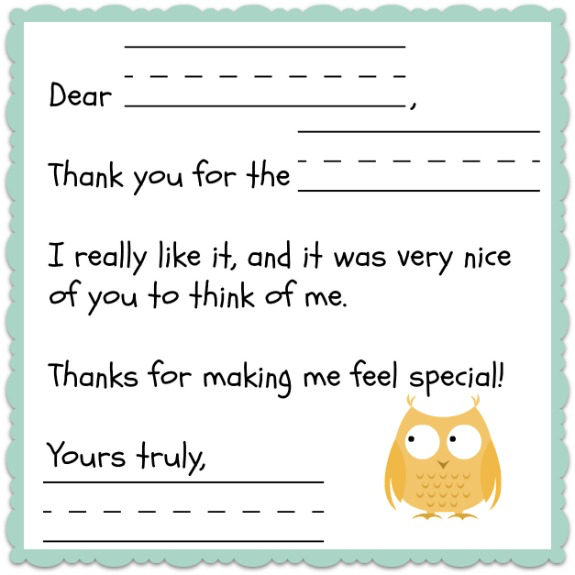 Dear ,
Thank you for the
I really like it, and it was very nice
of you to think of me.
Thanks for making me feel special!
Yours truly,